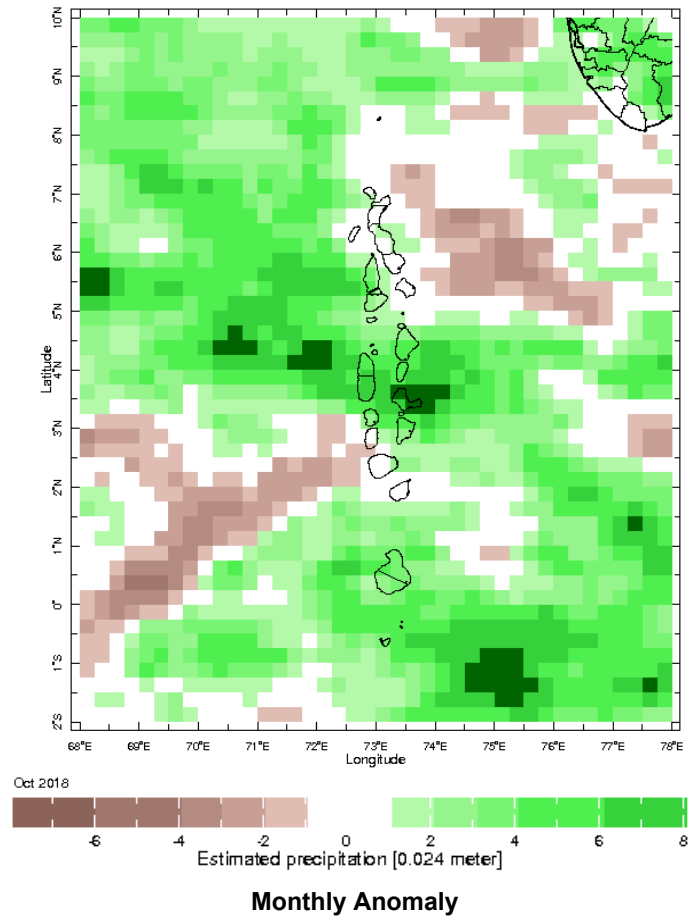 10°N
9°N
8°N
7°N
6°N
5°N
4°N
3°N
2°N
1°N
0°
1°S
2°S
Latitude
68°E 69°E 70°E 71°E 72°E 73°E 74°E 75°E 76°E 77°E 78°E
Longitude
Oct 2018
-6 -4 -2 0 2 4 6 8
Estimated precipitation [0.024 meter]
Monthly Anomaly